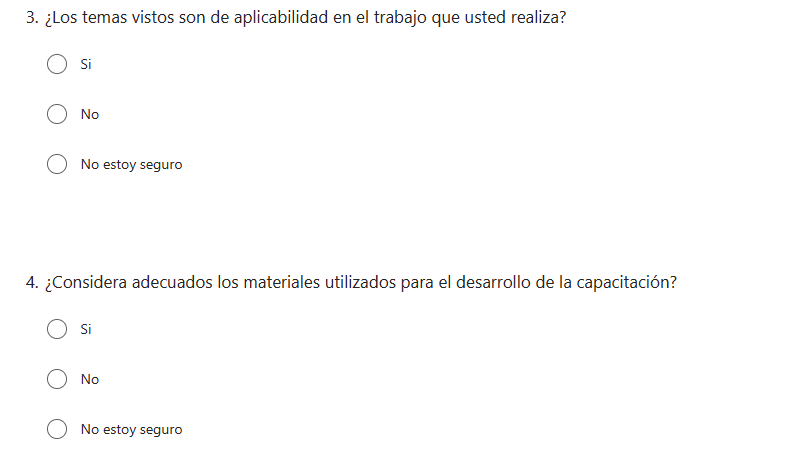 3. ¿Los temas vistos son de aplicabilidad en el trabajo que usted realiza?
Si
No
No estoy seguro
4. ¿Considera adecuados los materiales utilizados para el desarrollo de la capacitación?
Si
No
No estoy seguro